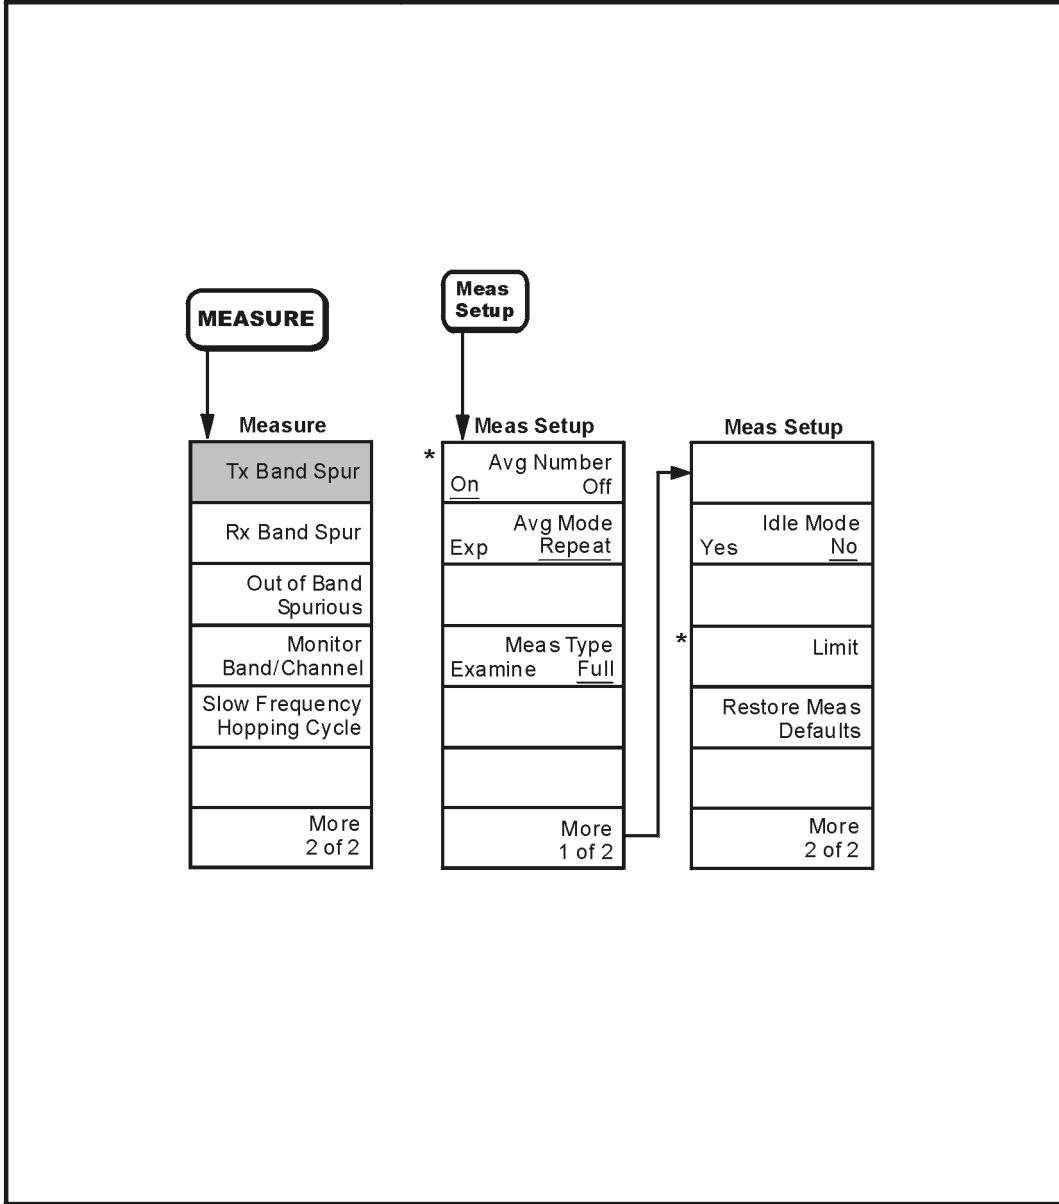 MEASURE
Measure
Tx Band Spur
Rx Band Spur
Out of Band
Spurious
Monitor
Band/Channel
Slow Frequency
Hopping Cycle
More
2 of 2
Meas
Setup
Meas Setup
*
Avg Number
On Off
Avg Mode
Exp Repeat
Meas Type
Examine Full
More
1 of 2
Meas Setup
Idle Mode
Yes No
*
Limit
Restore Meas
Defaults
More
2 of 2